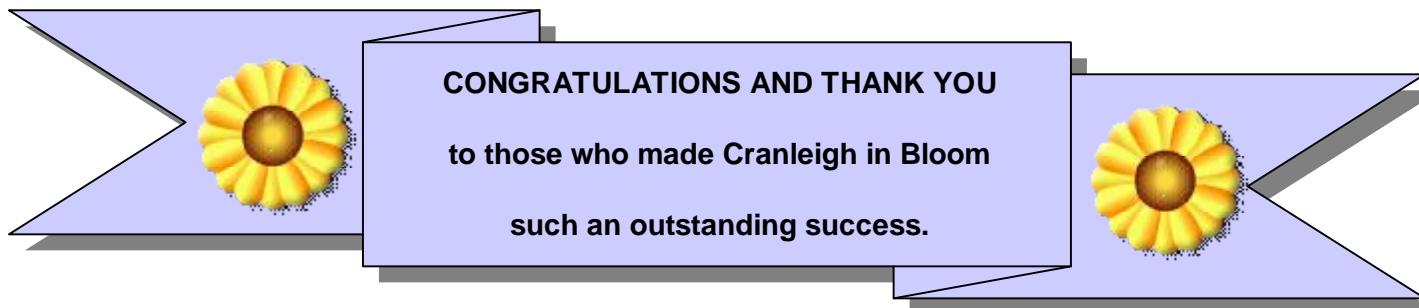 CONGRATULATIONS AND THANK YOU
to those who made Cranleigh in Bloom
such an outstanding success.